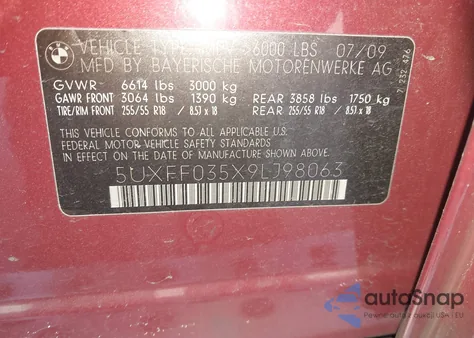 VEHICLE TYPE: MPV 6000 LBS 07/09
MFD BY BAYERISCHE MOTORENWERKE AG
GVWR- 6614 lbs 3000 kg
GAWR FRONT 3064 lbs 1390 kg REAR 3858 lbs 1750 kg
TIRE/RIM FRONT 255/55 R18 / 8.5J x 18 REAR 255/55 R18 / 8.5J x 18
THIS VEHICLE CONFORMS TO ALL APPLICABLE U.S.
FEDERAL MOTOR VEHICLE SAFETY STANDARDS
IN EFFECT ON THE DATE OF MANUFACTURE SHOWN ABOVE
5UXFF035X9LJ98063
7 232 476
autoSnap